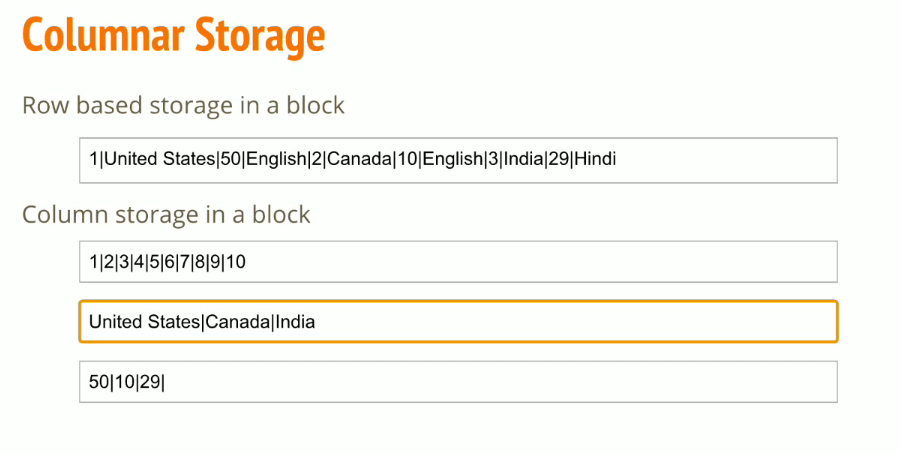 Columnar Storage
Row based storage in a block
1|United States|50|English|2|Canada|10|English|3|India|29|Hindi
Column storage in a block
1|2|3|4|5|6|7|8|9|10
United States|Canada|India
50|10|29|